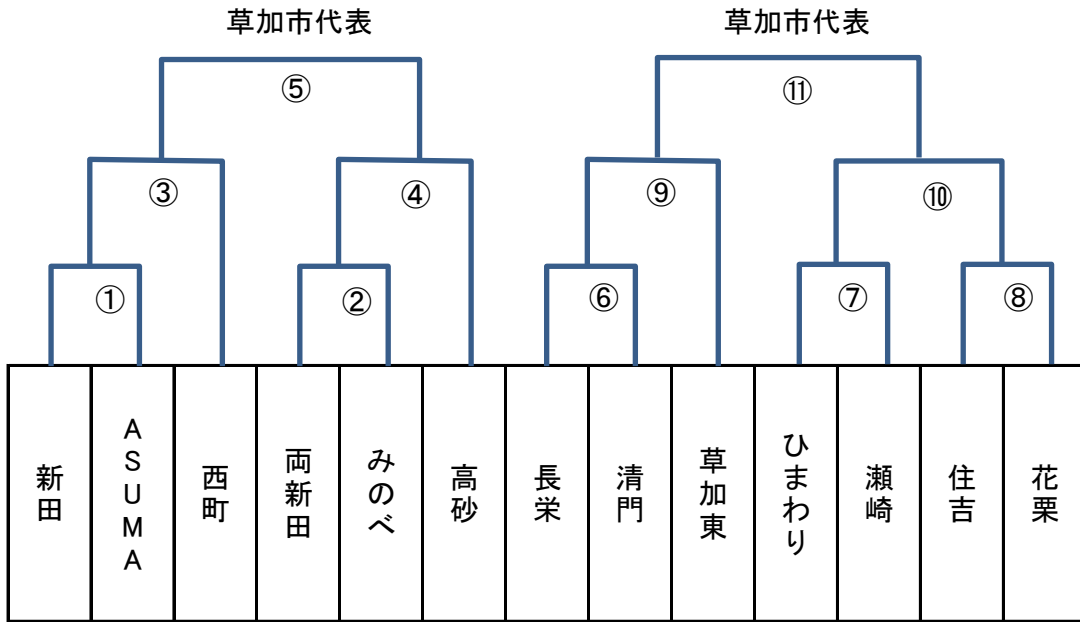 草加市代表
草加市代表
⑤
⑪
③
④
⑨
⑩
①
②
⑥
⑦
⑧
新田
ASUMA
西町
両新田
みのべ
高砂
長栄
清門
草加東
ひまわり
瀬崎
住吉
花栗